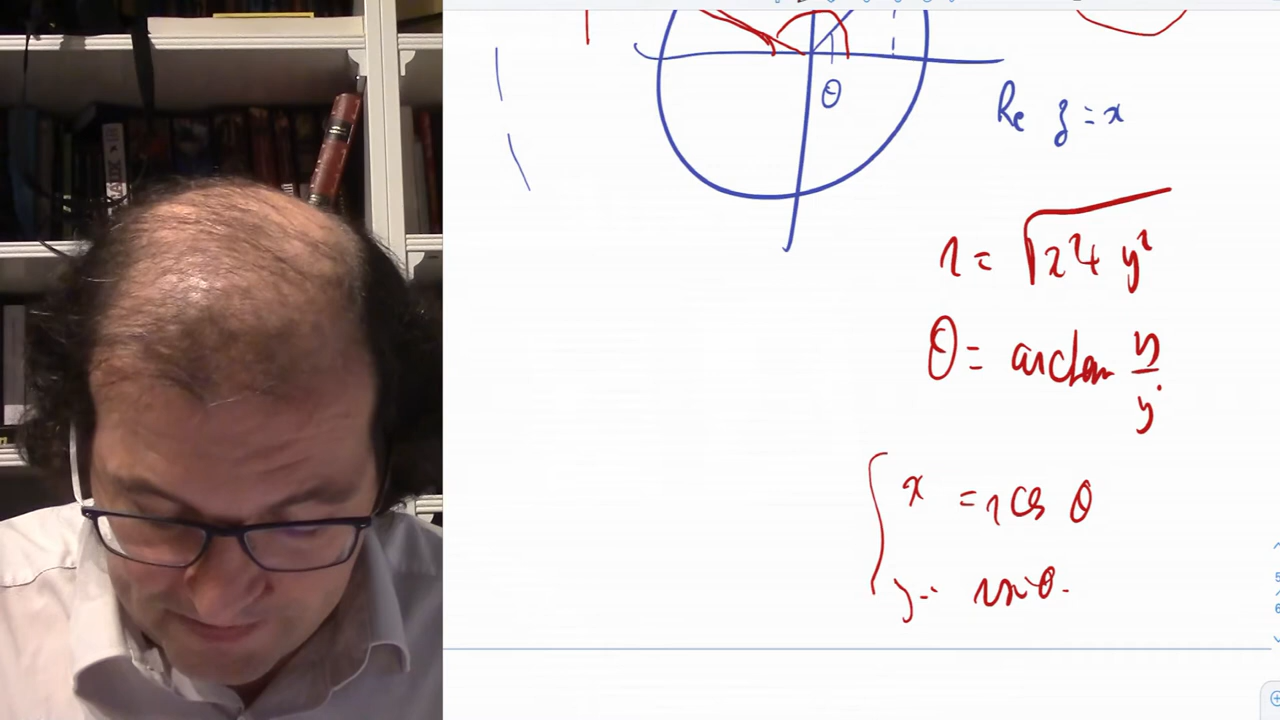 θ
Re z = x
r = √x²+ y²
θ = arctan y/y
x = r cos θ
y = r sin θ.